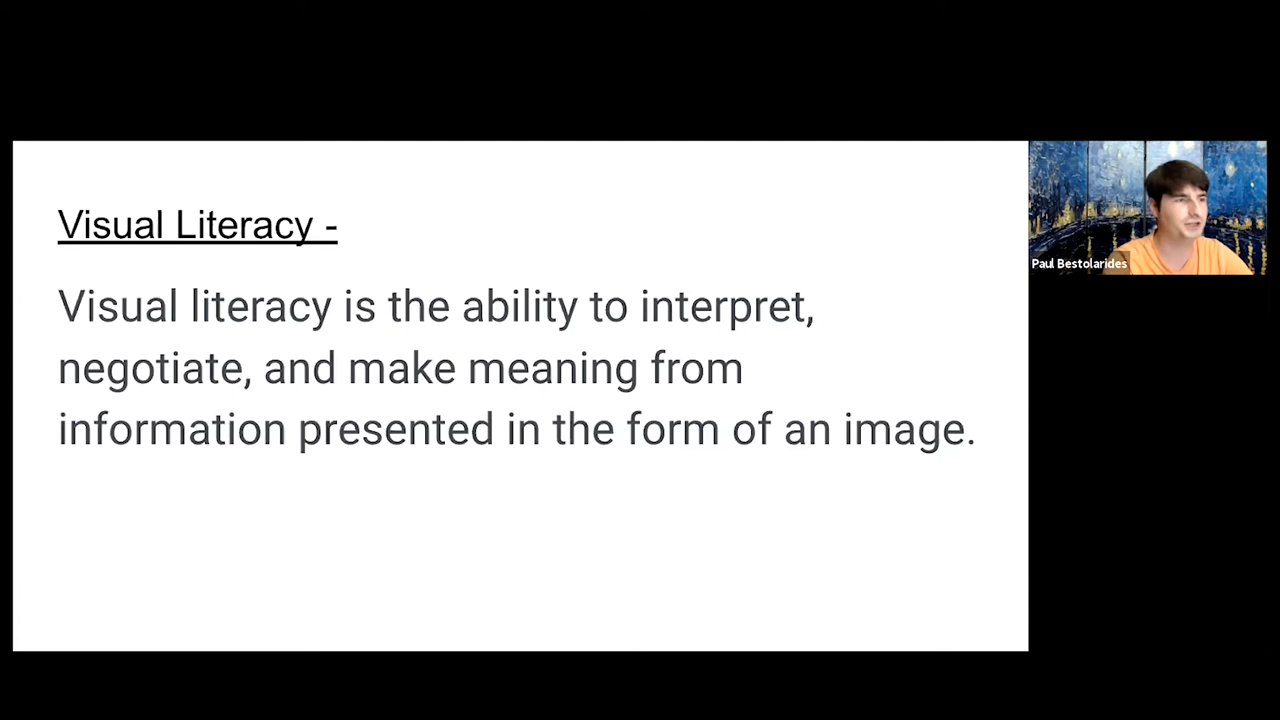 Visual Literacy -
Visual literacy is the ability to interpret,
negotiate, and make meaning from
information presented in the form of an image.
Paul Bestolarides